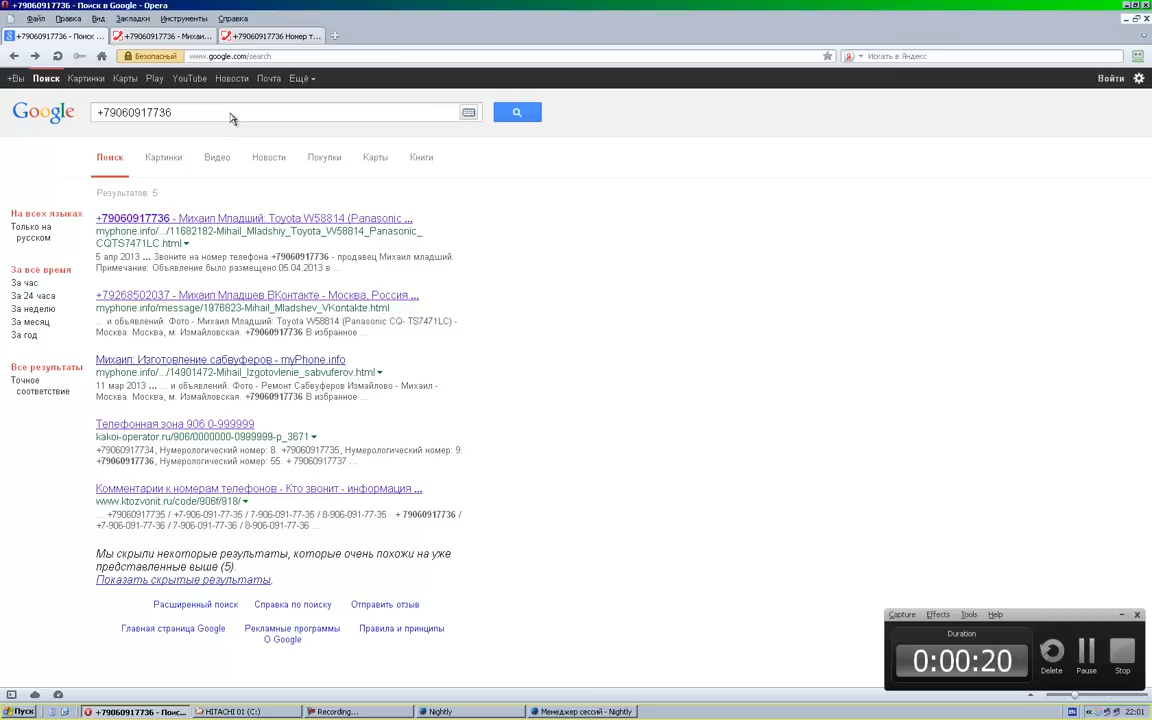 +79060917736 - Поиск в Google - Opera
Файл Правка Вид Закладки Инструменты Справка
+79060917736 - Поиск ... +79060917736 - Михаи... +79060917736 Номер т...
Безопасный www.google.com/search Искать в Яндекс
+Вы Поиск Картинки Карты Play YouTube Новости Почта Ещё Войти
Google +79060917736
Поиск Картинки Видео Новости Покупки Карты Книги
Результатов: 5
На всех языках
Только на
русском
За всё время
За час
За 24 часа
За неделю
За месяц
За год
Все результаты
Точное
соответствие
+79060917736 - Михаил Младший: Toyota W58814 (Panasonic ...
myphone.info/.../11682182-Mihail_Mladshiy_Toyota_W58814_Panasonic_
CQTS7471LC.html
5 апр 2013 ... Звоните на номер телефона +79060917736 - продавец Михаил младший.
Примечание: Объявление было размещено 05.04.2013 в ...
+79268502037 - Михаил Младшев ВКонтакте - Москва, Россия ...
myphone.info/message/1976823-Mihail_Mladshev_VKontakte.html
... и объявлений. Фото - Михаил Младший: Toyota W58814 (Panasonic CQ- TS7471LC) -
Москва. Москва, м. Измайловская. +79060917736 В избранное ...
Михаил: Изготовление сабвуферов - myPhone.info
myphone.info/.../14901472-Mihail_Izgotovlenie_sabvuferov.html
11 мар 2013 ... ... и объявлений. Фото - Ремонт Сабвуферов Измайлово - Михаил -
Москва. Москва, м. Измайловская. +79060917736 В избранное ...
Телефонная зона 906 0-999999
kakoi-operator.ru/906/0000000-0999999-p_3671
+79060917734, Нумерологический номер: 8. +79060917735, Нумерологический номер: 9.
+79060917736, Нумерологический номер: 55. +79060917737 ...
Комментарии к номерам телефонов - Кто звонит - информация ...
www.ktozvonit.ru/code/906f/918/
... +79060917735 / +7-906-091-77-35 / 7-906-091-77-35 / 8-906-091-77-35 · +79060917736 /
+7-906-091-77-36 / 7-906-091-77-36 / 8-906-091-77-36 ...
Мы скрыли некоторые результаты, которые очень похожи на уже
представленные выше (5).
Показать скрытые результаты.
Расширенный поиск Справка по поиску Отправить отзыв
Главная страница Google Рекламные программы Правила и принципы
О Google
Capture Effects Tools Help
Duration
0:00:20
Delete Pause Stop
Пуск +79060917736 - Поис... HITACHI 01 (C:) Recording... Nightly Менеджер сессий - Nightly EN 22:01